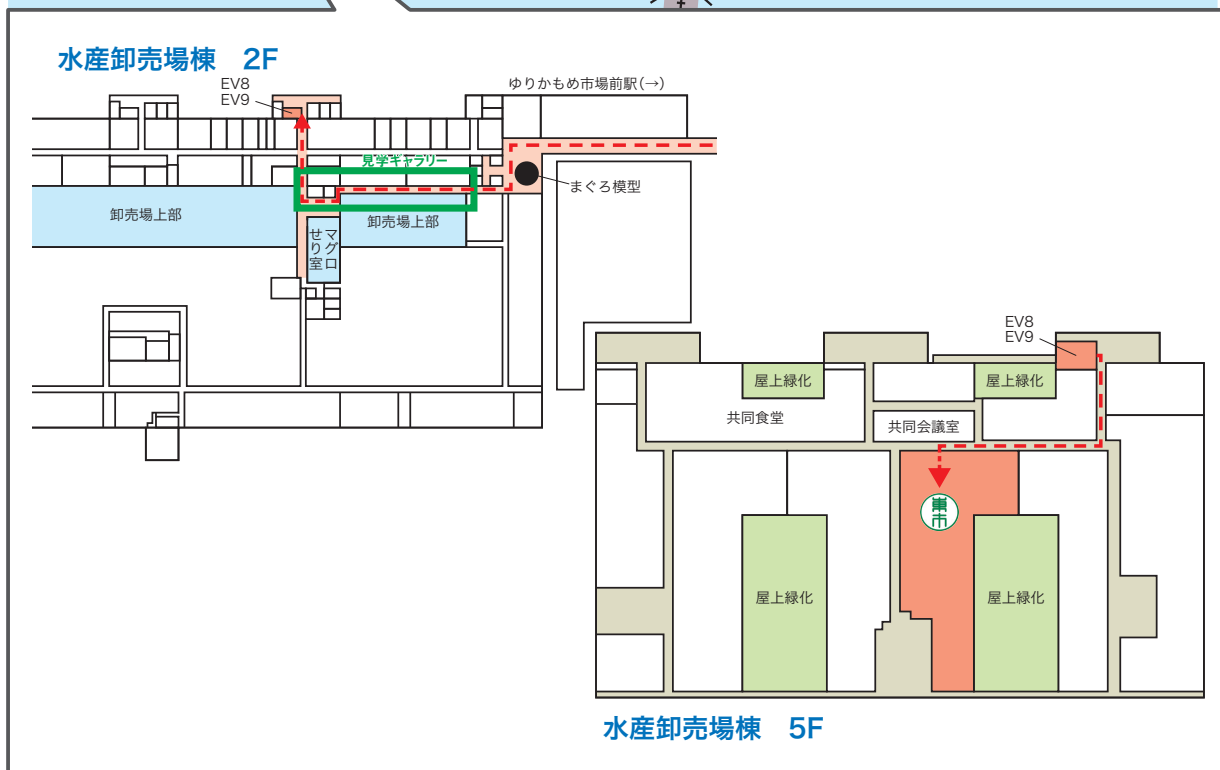 水産卸売場棟　2F
EV8
EV9
ゆりかもめ市場前駅(→)
見学ギャラリー
まぐろ模型
卸売場上部
卸売場上部
マグロ
せり室
EV8
EV9
屋上緑化
屋上緑化
共同食堂
共同会議室
東市
屋上緑化
屋上緑化
水産卸売場棟　5F